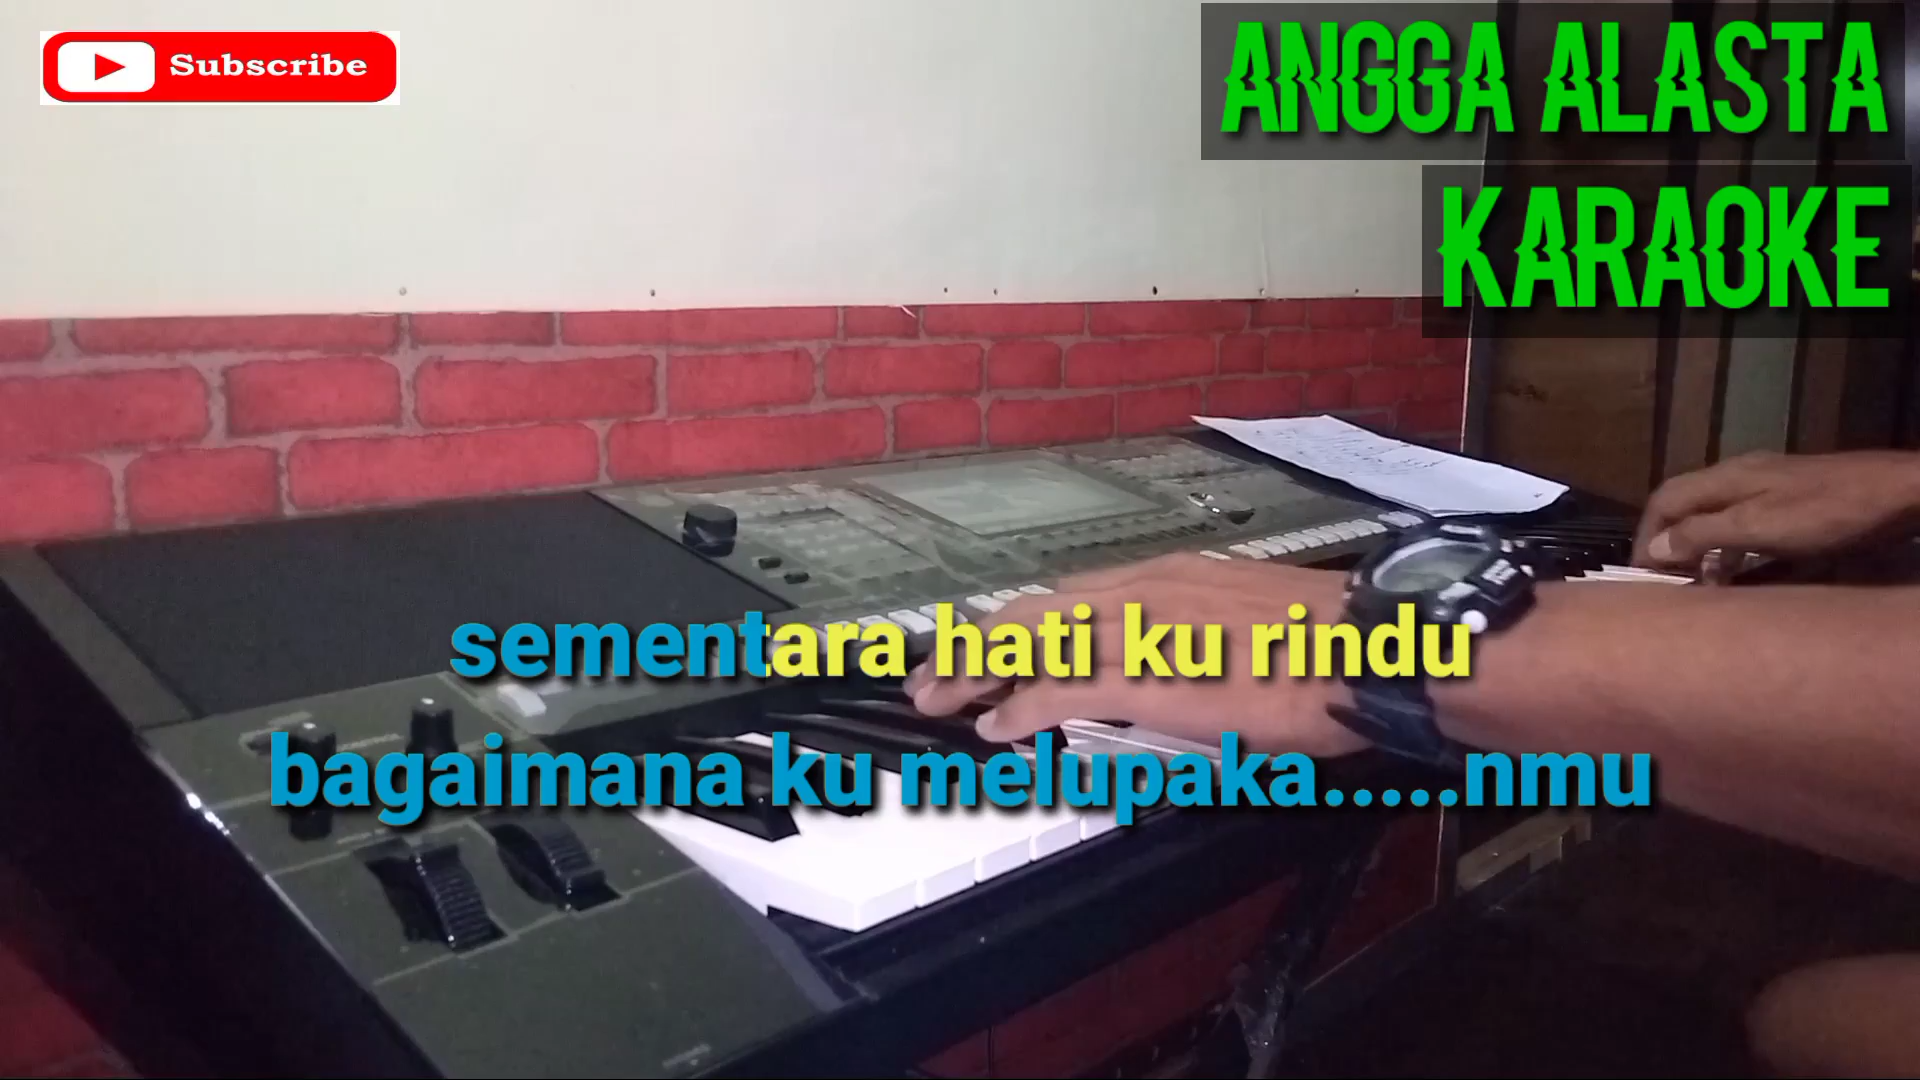 Subscribe
ANGGA ALASTA
KARAOKE
sementara hati ku rindu
bagaimana ku melupaka.....nmu